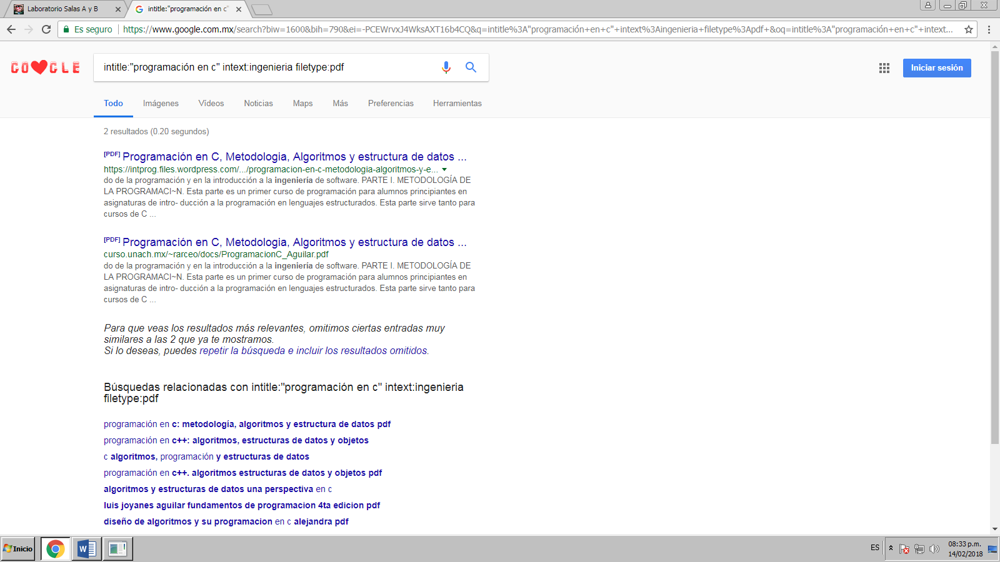 Laboratorio Salas A y B
intitle:"programación en c"
Es seguro
https://www.google.com.mx/search?biw=1600&bih=790&ei=-PCEWrvxJ4WksAXT16b4CQ&q=intitle%3A"programación+en+c"+intext%3Aingenieria+filetype%3Apdf+&oq=intitle%3A"programación+en+c"+intext...
intitle:"programación en c" intext:ingenieria filetype:pdf
Iniciar sesión
Todo Imágenes Vídeos Noticias Maps Más Preferencias Herramientas
2 resultados (0.20 segundos)
[PDF] Programación en C, Metodologia, Algoritmos y estructura de datos ...
https://intprog.files.wordpress.com/.../programacion-en-c-metodologia-algoritmos-y-e...
do de la programación y en la introducción a la ingeniería de software. PARTE I. METODOLOGÍA DE
LA PROGRAMACI~N. Esta parte es un primer curso de programación para alumnos principiantes en
asignaturas de intro- ducción a la programación en lenguajes estructurados. Esta parte sirve tanto para
cursos de C ...
[PDF] Programación en C, Metodologia, Algoritmos y estructura de datos ...
curso.unach.mx/~rarceo/docs/ProgramacionC_Aguilar.pdf
do de la programación y en la introducción a la ingeniería de software. PARTE I. METODOLOGÍA DE
LA PROGRAMACI~N. Esta parte es un primer curso de programación para alumnos principiantes en
asignaturas de intro- ducción a la programación en lenguajes estructurados. Esta parte sirve tanto para
cursos de C ...
Para que veas los resultados más relevantes, omitimos ciertas entradas muy
similares a las 2 que ya te mostramos.
Si lo deseas, puedes repetir la búsqueda e incluir los resultados omitidos.
Búsquedas relacionadas con intitle:"programación en c" intext:ingenieria
filetype:pdf
programación en c: metodología, algoritmos y estructura de datos pdf
programación en c++: algoritmos, estructuras de datos y objetos
c algoritmos, programación y estructuras de datos
programación en c++. algoritmos estructuras de datos y objetos pdf
algoritmos y estructuras de datos una perspectiva en c
luis joyanes aguilar fundamentos de programacion 4ta edicion pdf
diseño de algoritmos y su programacion en c alejandra pdf
Inicio
ES
08:33 p.m.
14/02/2018